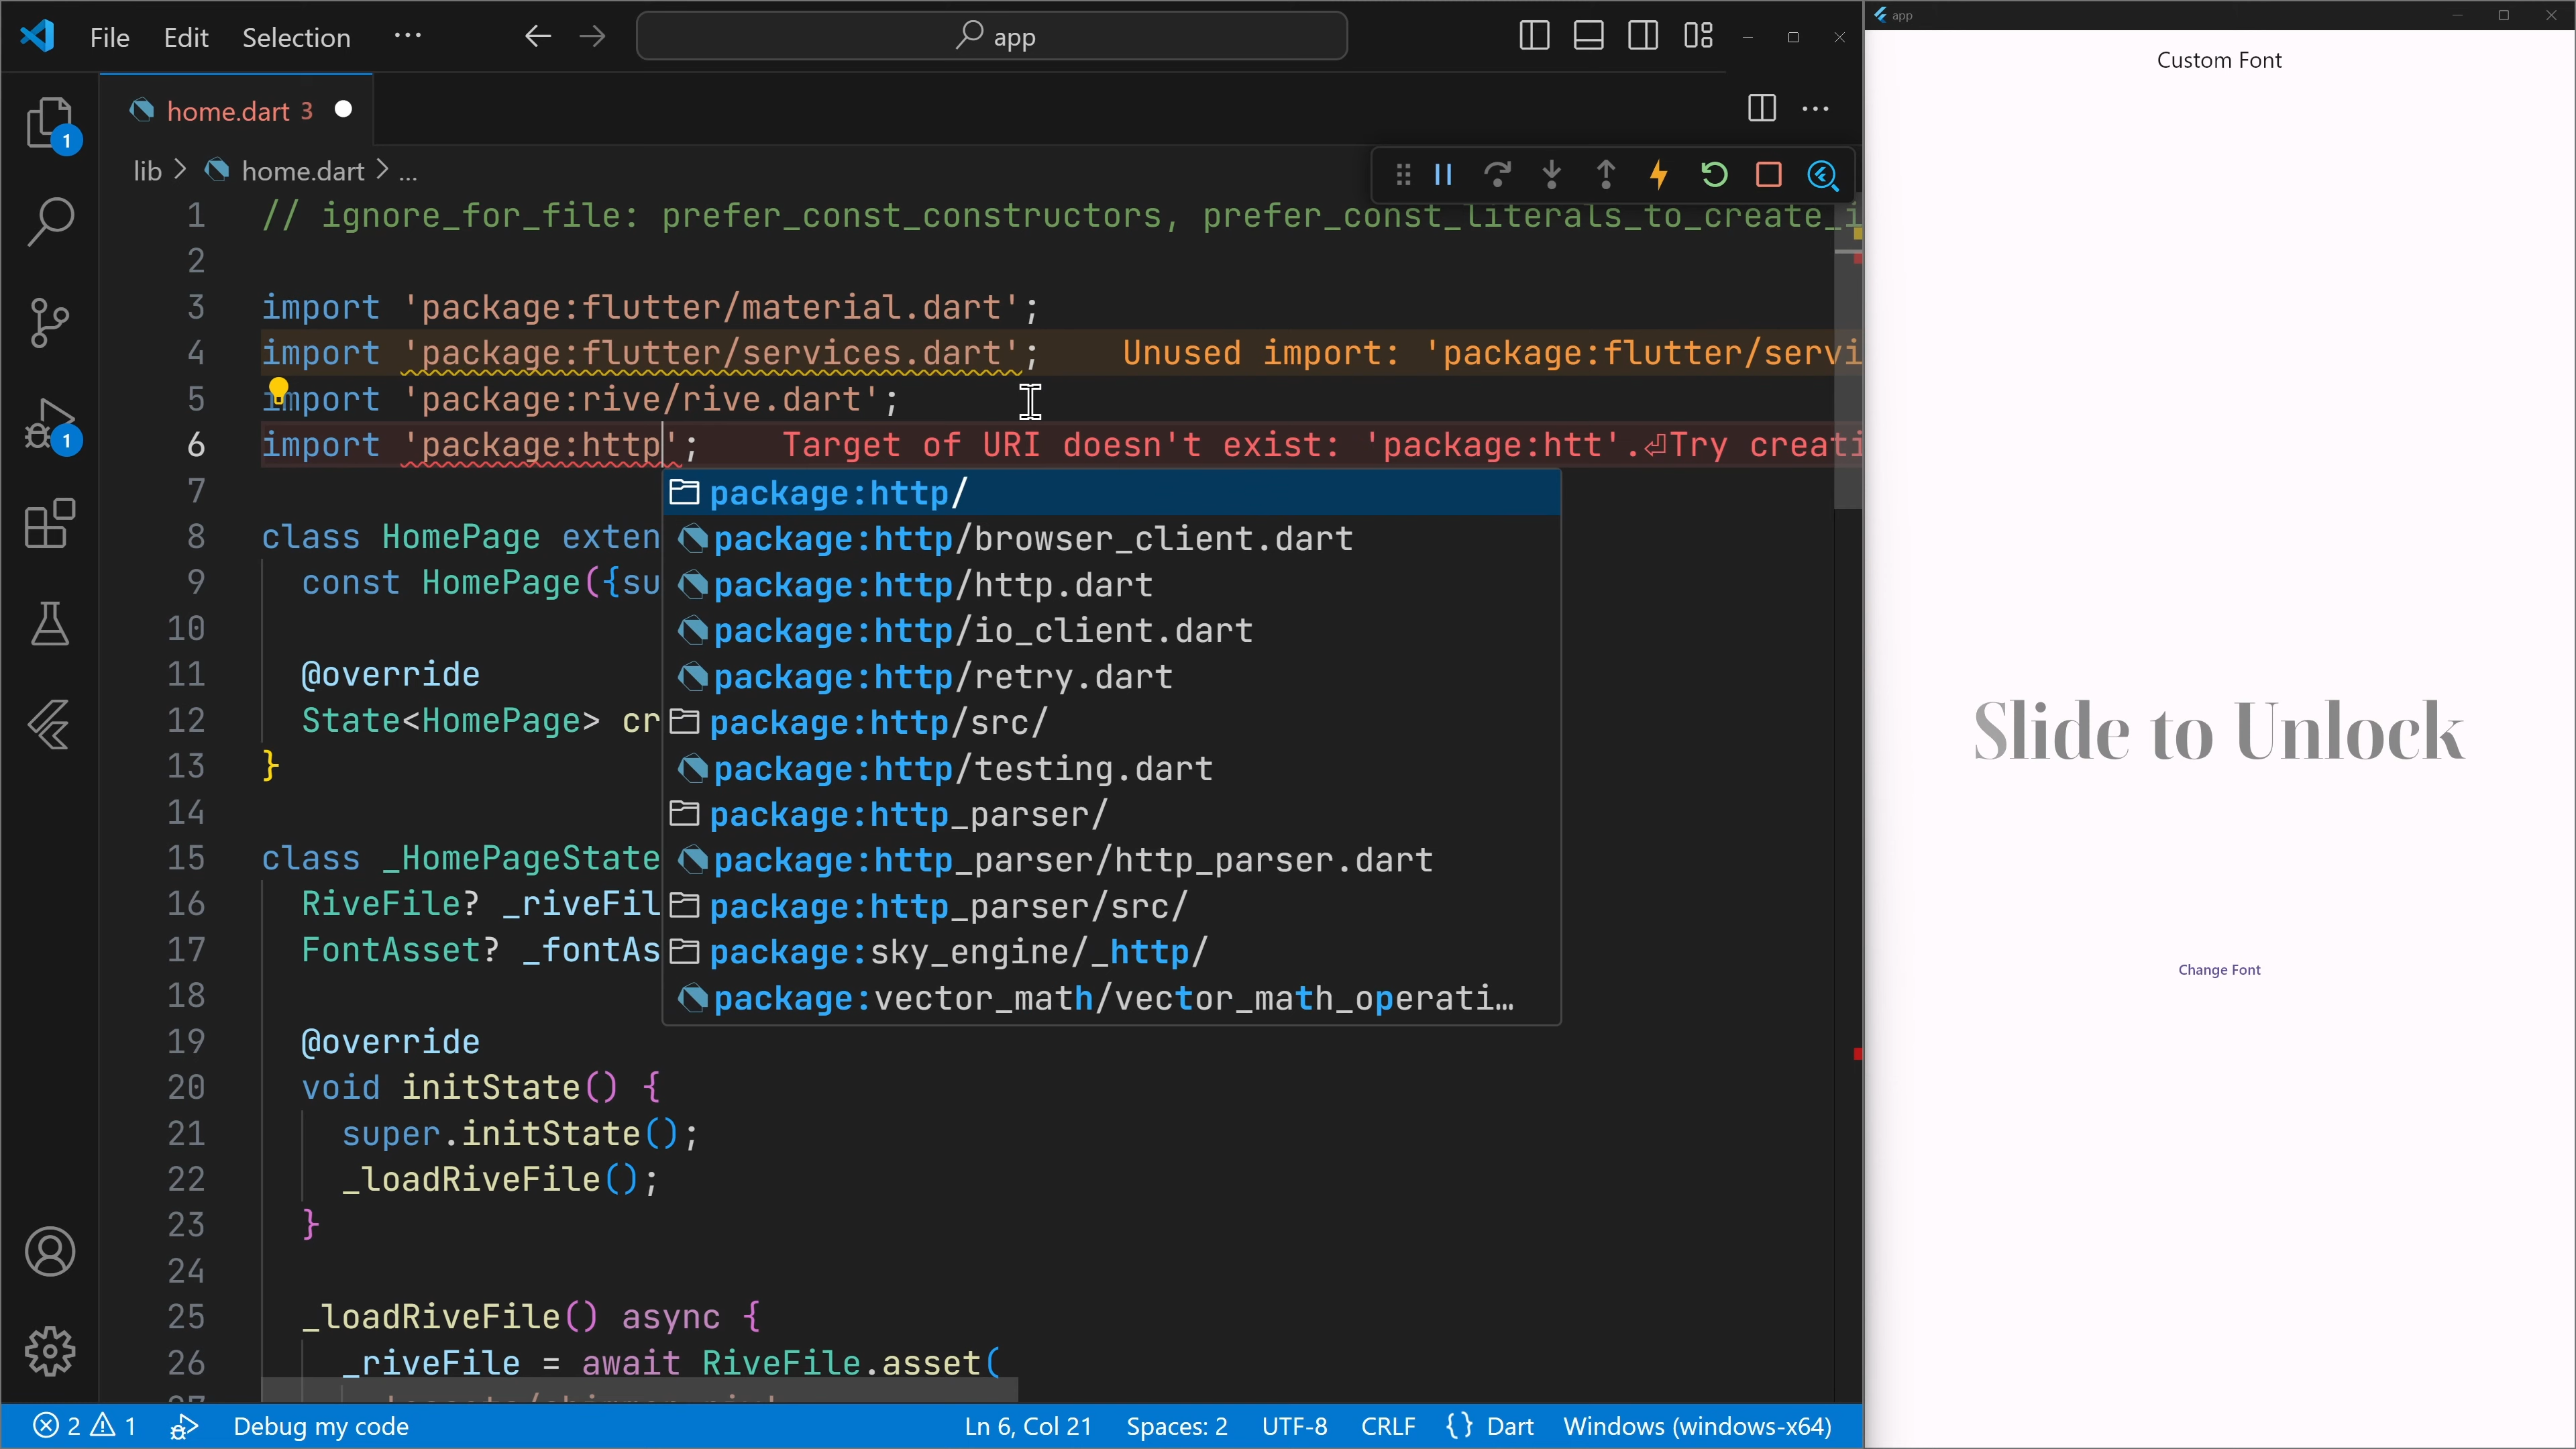 File Edit Selection ··· app
app
Custom Font
home.dart 3
1
lib > home.dart > ...
1 // ignore_for_file: prefer_const_constructors, prefer_const_literals_to_create_i
2
3 import 'package:flutter/material.dart';
4 import 'package:flutter/services.dart'; Unused import: 'package:flutter/servi
5 import 'package:rive/rive.dart';
6 import 'package:http'; Target of URI doesn't exist: 'package:htt'.⏎Try creati
1
7
package:http/
package:http/browser_client.dart
package:http/http.dart
package:http/io_client.dart
package:http/retry.dart
package:http/src/
package:http/testing.dart
package:http_parser/
package:http_parser/http_parser.dart
package:http_parser/src/
package:sky_engine/_http/
package:vector_math/vector_math_operati…
8 class HomePage exten
9 const HomePage({su
10
11 @override
12 State<HomePage> cr
13 }
14
15 class _HomePageState
16 RiveFile? _riveFil
17 FontAsset? _fontAs
18
19 @override
20 void initState() {
21 super.initState();
22 _loadRiveFile();
23 }
24
25 _loadRiveFile() async {
26 _riveFile = await RiveFile.asset(
Slide to Unlock
Change Font
2 1 Debug my code Ln 6, Col 21 Spaces: 2 UTF-8 CRLF {} Dart Windows (windows-x64)